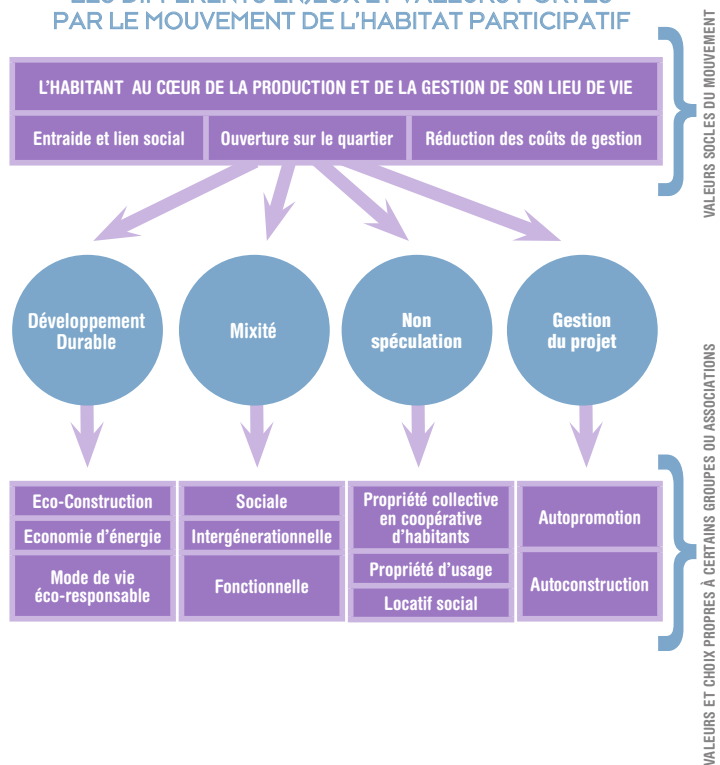 PAR LE MOUVEMENT DE L'HABITAT PARTICIPATIF
L'HABITANT AU CŒUR DE LA PRODUCTION ET DE LA GESTION DE SON LIEU DE VIE
Entraide et lien social
Ouverture sur le quartier
Réduction des coûts de gestion
VALEURS SOCLES DU MOUVEMENT
Développement
Durable
Mixité
Non
spéculation
Gestion
du projet
Eco-Construction
Economie d'énergie
Mode de vie
éco-responsable
Sociale
Intergénerationnelle
Fonctionnelle
Propriété collective
en coopérative
d'habitants
Propriété d'usage
Locatif social
Autopromotion
Autoconstruction
VALEURS ET CHOIX PROPRES À CERTAINS GROUPES OU ASSOCIATIONS